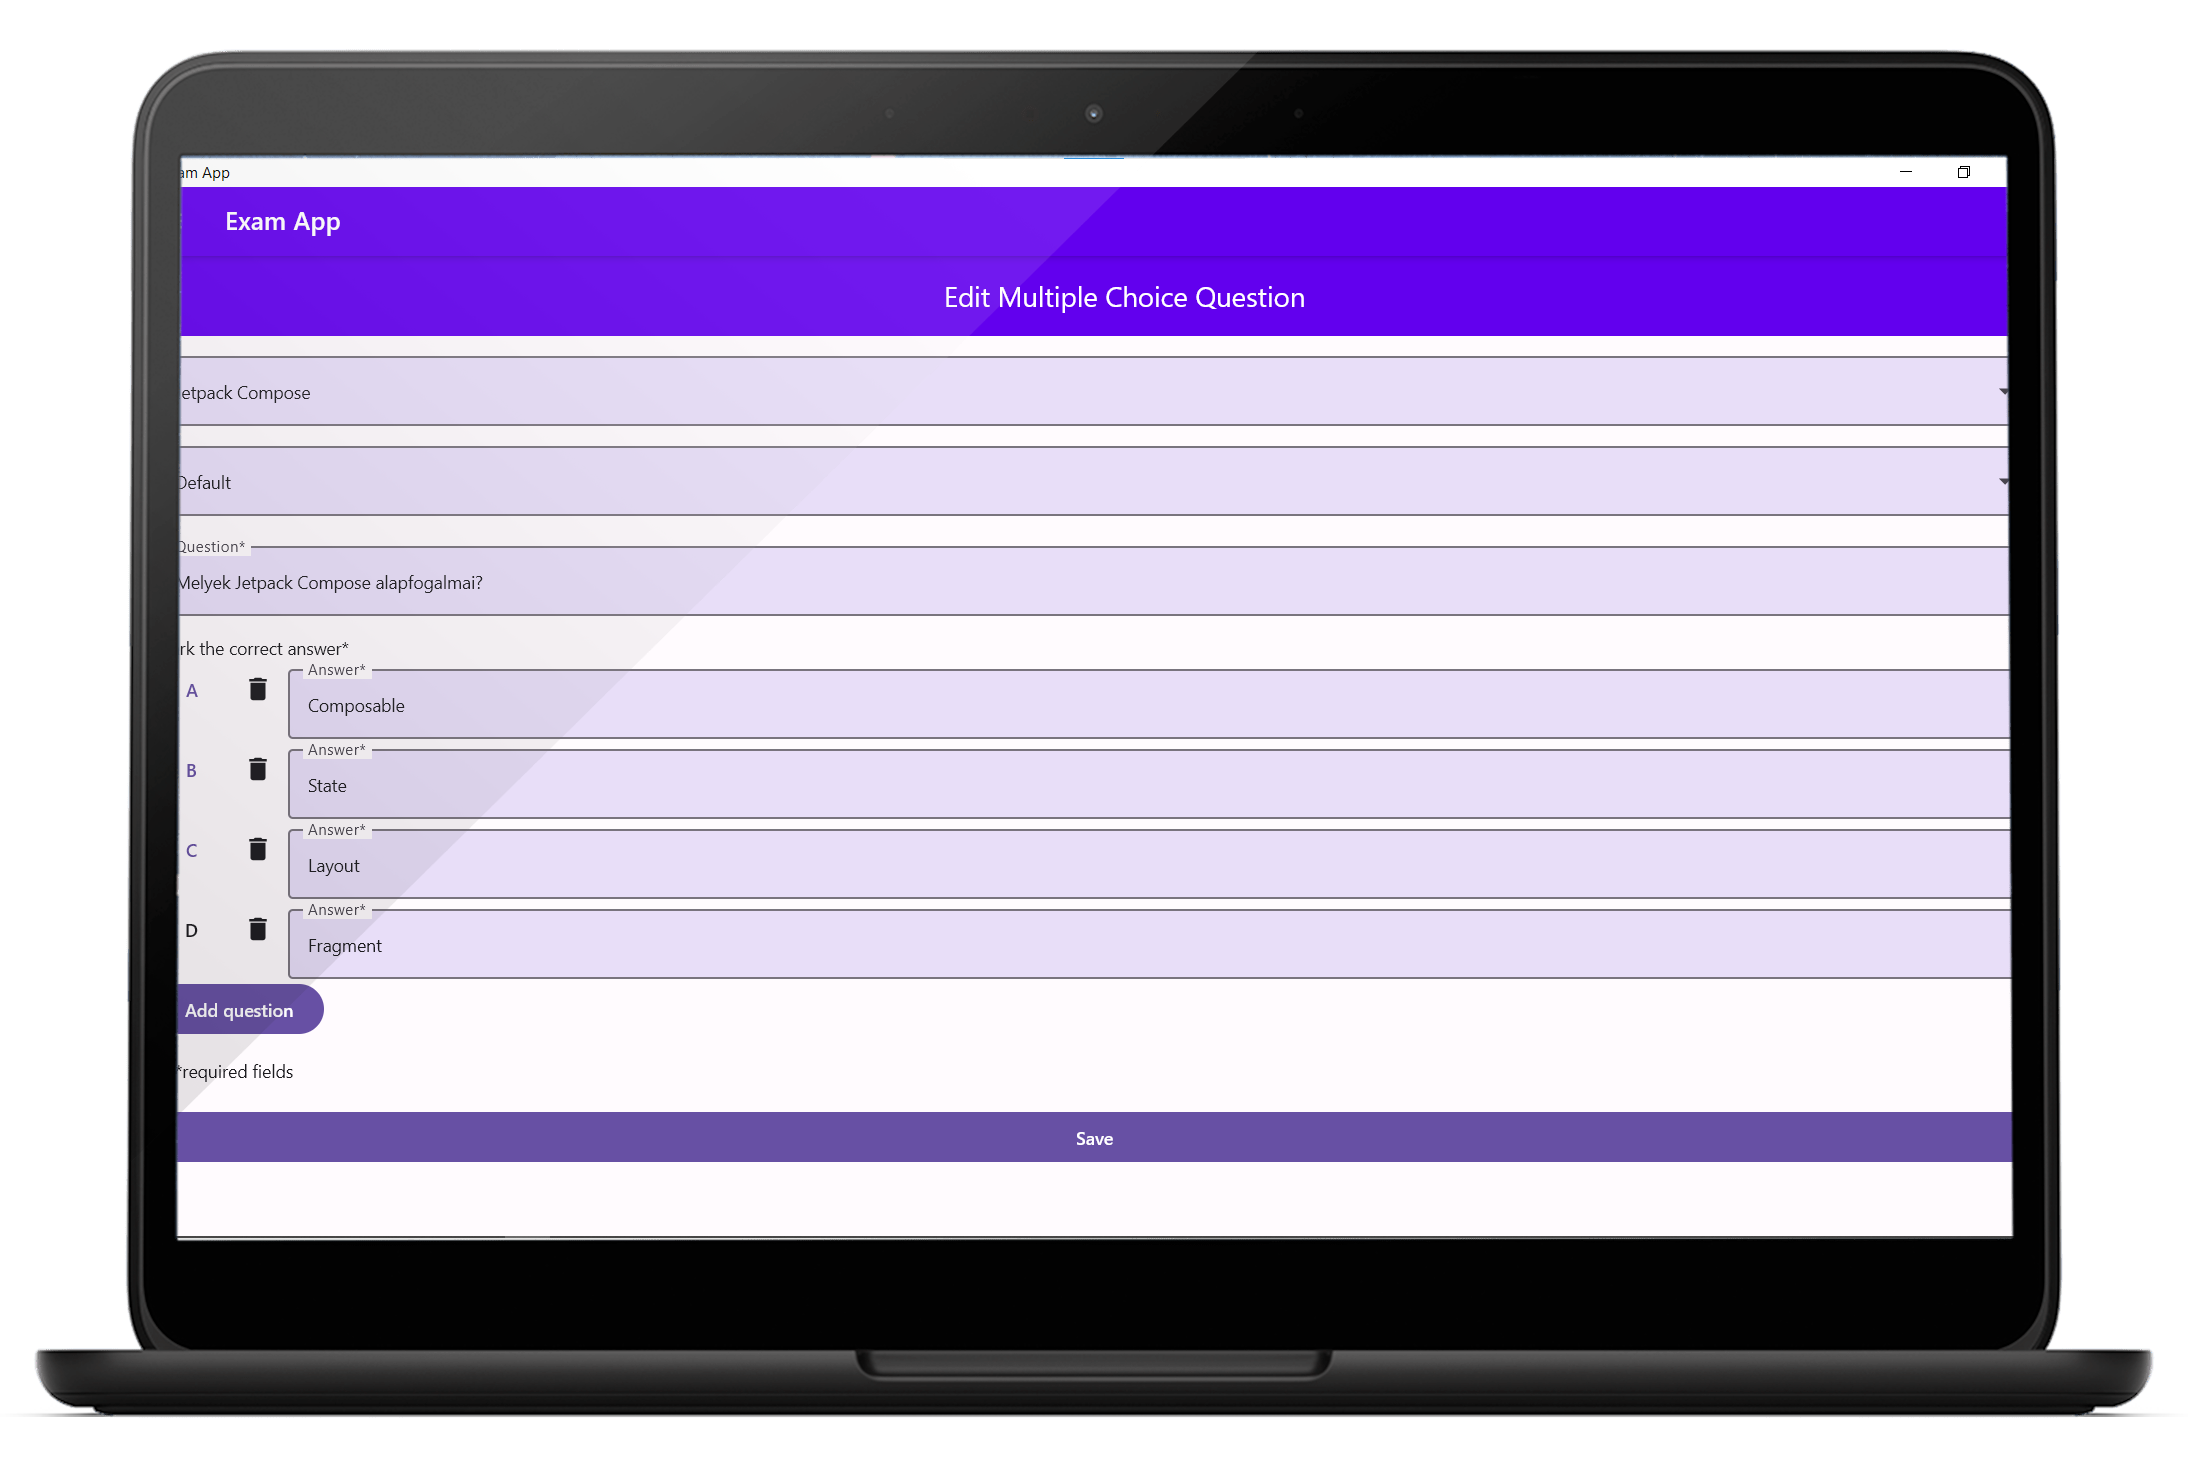 am App
Exam App
Edit Multiple Choice Question
etpack Compose
Default
Question*
Melyek Jetpack Compose alapfogalmai?
rk the correct answer*
Answer*
A
Composable
Answer*
B
State
Answer*
C
Layout
Answer*
D
Fragment
Add question
*required fields
Save